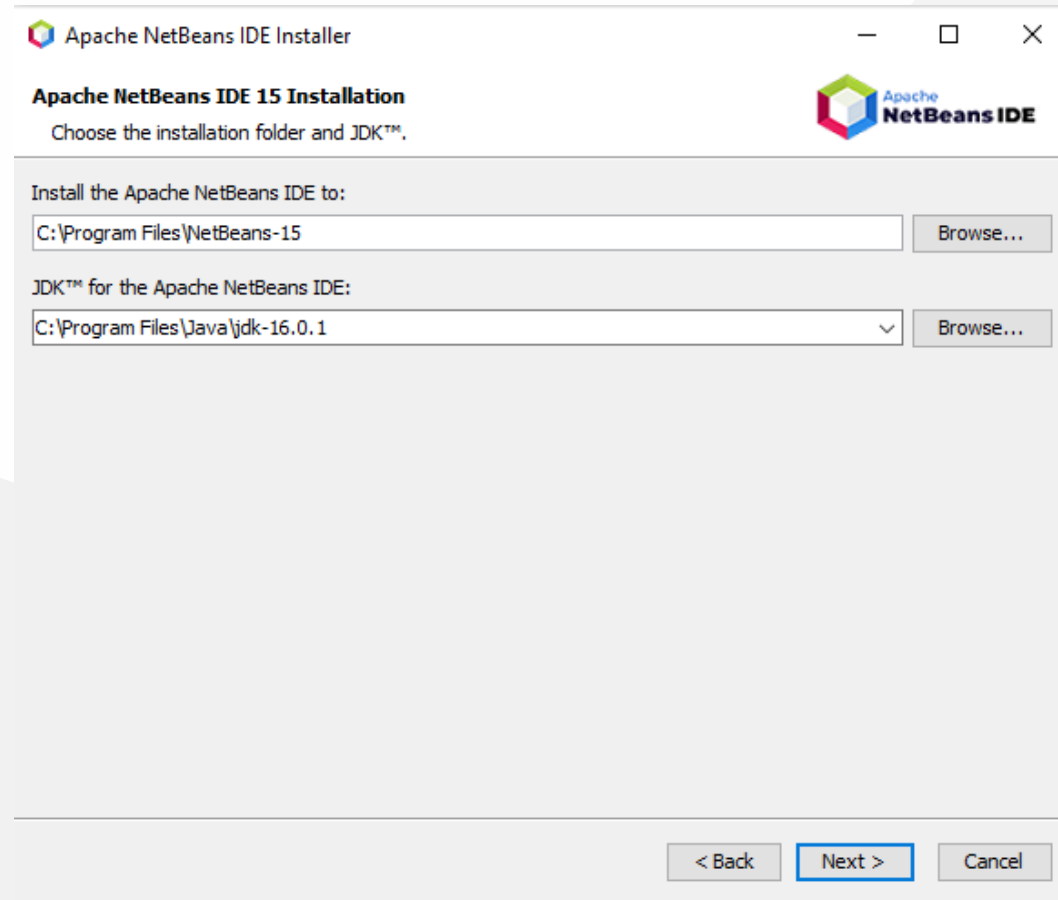 Apache NetBeans IDE Installer
Apache NetBeans IDE 15 Installation
Choose the installation folder and JDK™.
Apache
NetBeans IDE
Install the Apache NetBeans IDE to:
C:\Program Files\NetBeans-15
Browse...
JDK™ for the Apache NetBeans IDE:
C:\Program Files\Java\jdk-16.0.1
Browse...
< Back
Next >
Cancel